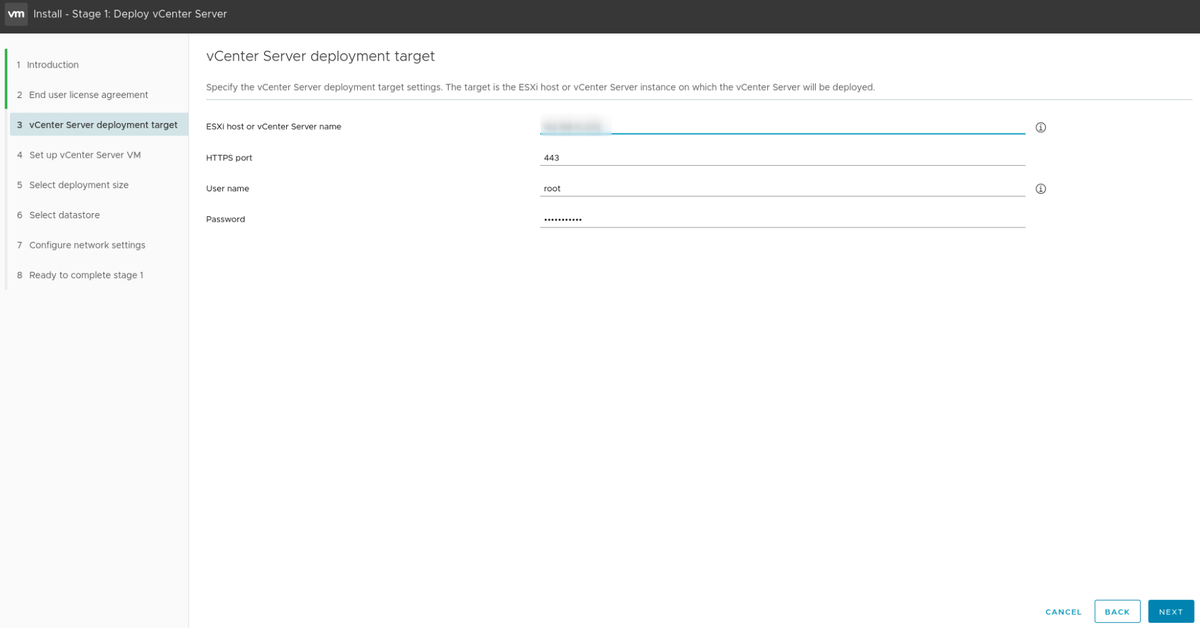 vm Install - Stage 1: Deploy vCenter Server
1 Introduction
2 End user license agreement
3 vCenter Server deployment target
4 Set up vCenter Server VM
5 Select deployment size
6 Select datastore
7 Configure network settings
8 Ready to complete stage 1
vCenter Server deployment target
Specify the vCenter Server deployment target settings. The target is the ESXi host or vCenter Server instance on which the vCenter Server will be deployed.
ESXi host or vCenter Server name
HTTPS port 443
User name root
Password •••••••••••
CANCEL BACK NEXT